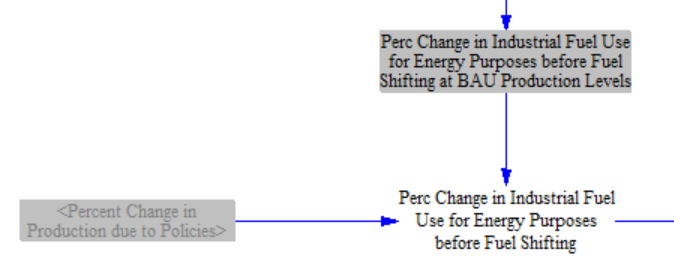 Perc Change in Industrial Fuel Use
for Energy Purposes before Fuel
Shifting at BAU Production Levels
<Percent Change in
Production due to Policies>
Perc Change in Industrial Fuel
Use for Energy Purposes
before Fuel Shifting